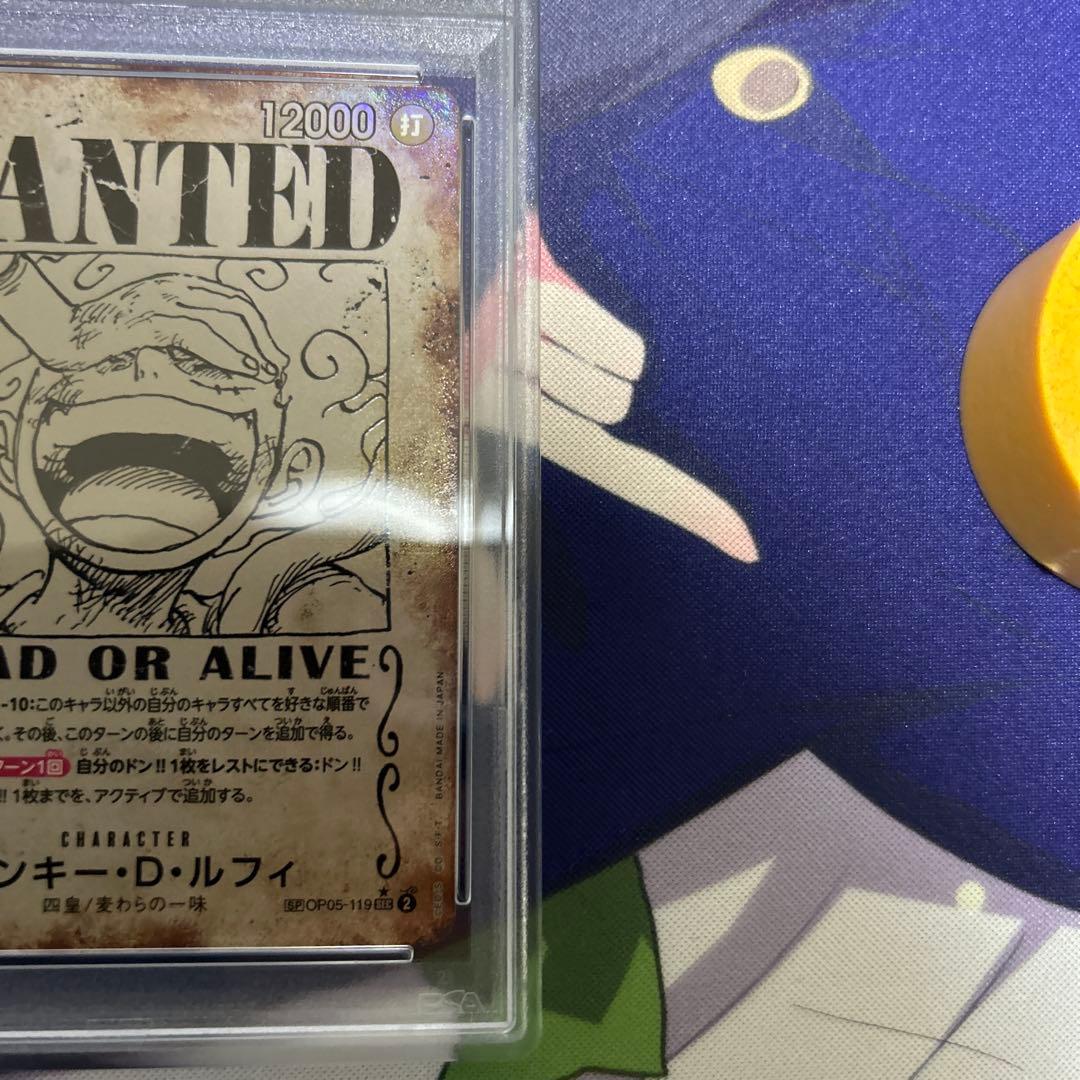 12000 打
ANTED
AD OR ALIVE
-10:このキャラ以外の自分のキャラすべてを好きな順番で
。その後、このターンの後に自分のターンを追加で得る。
ターン1回 自分のドン!!1枚をレストにできる:ドン!!
!!1枚までを、アクティブで追加する。
CHARACTER
ンキー・D・ルフィ
四皇/麦わらの一味
SP OP05-119 SEC 2
BANDAI MADE IN JAPAN